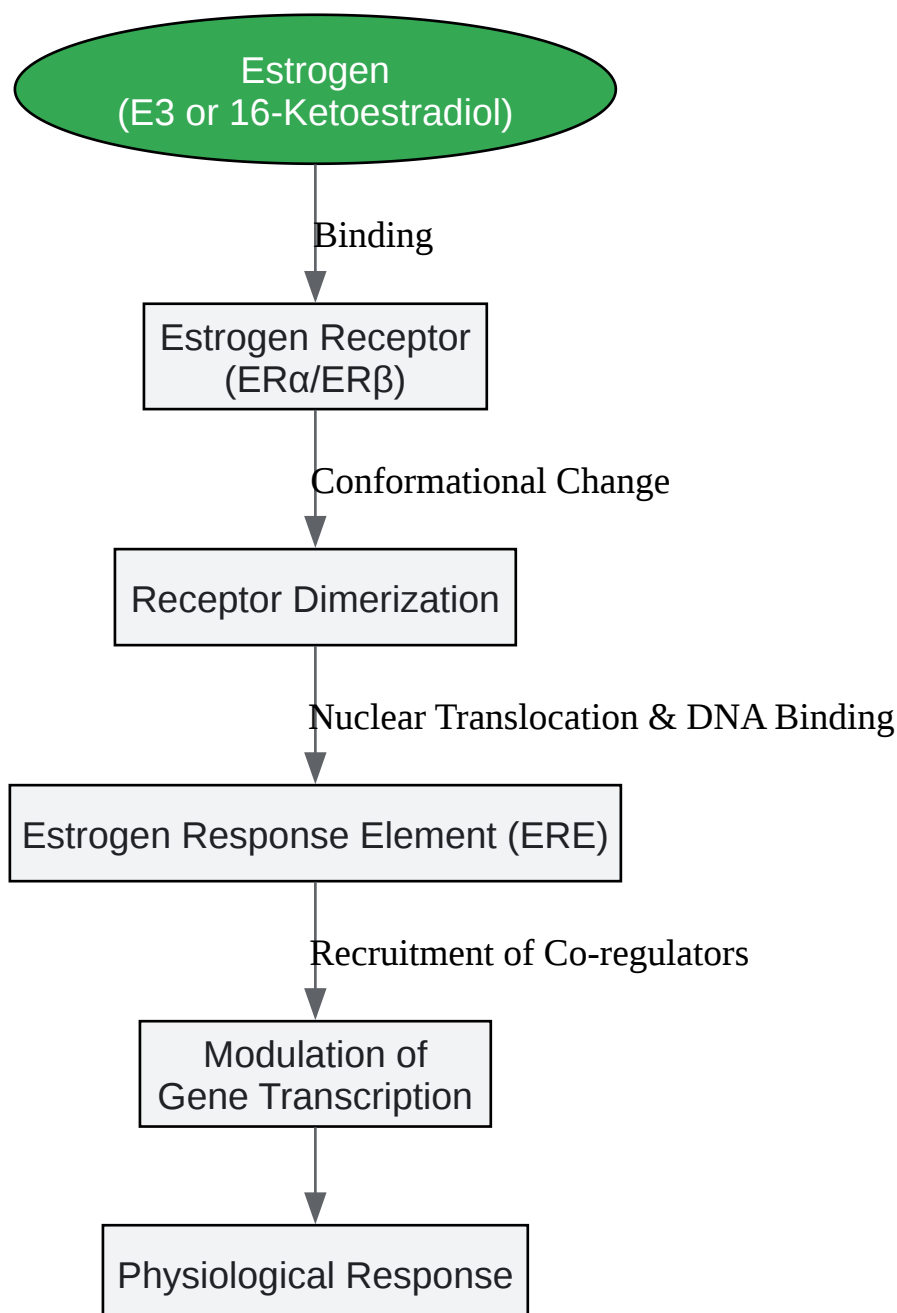 Estrogen
(E3 or 16-Ketoestradiol)
Binding
Estrogen Receptor
(ERα/ERβ)
Conformational Change
Receptor Dimerization
Nuclear Translocation & DNA Binding
Estrogen Response Element (ERE)
Recruitment of Co-regulators
Modulation of
Gene Transcription
Physiological Response